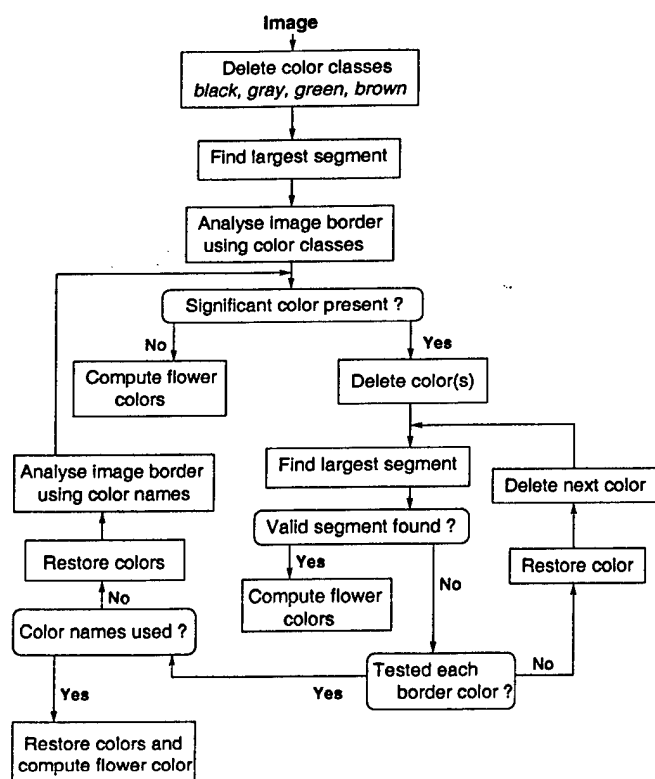 Image
Delete color classes
black, gray, green, brown
Find largest segment
Analyse image border
using color classes
Significant color present ?
No
Yes
Compute flower
colors
Delete color(s)
Analyse image border
using color names
Find largest segment
Delete next color
Valid segment found ?
Restore colors
Yes
No
Restore color
Compute flower
colors
No
Color names used ?
Tested each
border color ?
No
Yes
Yes
Restore colors and
compute flower color